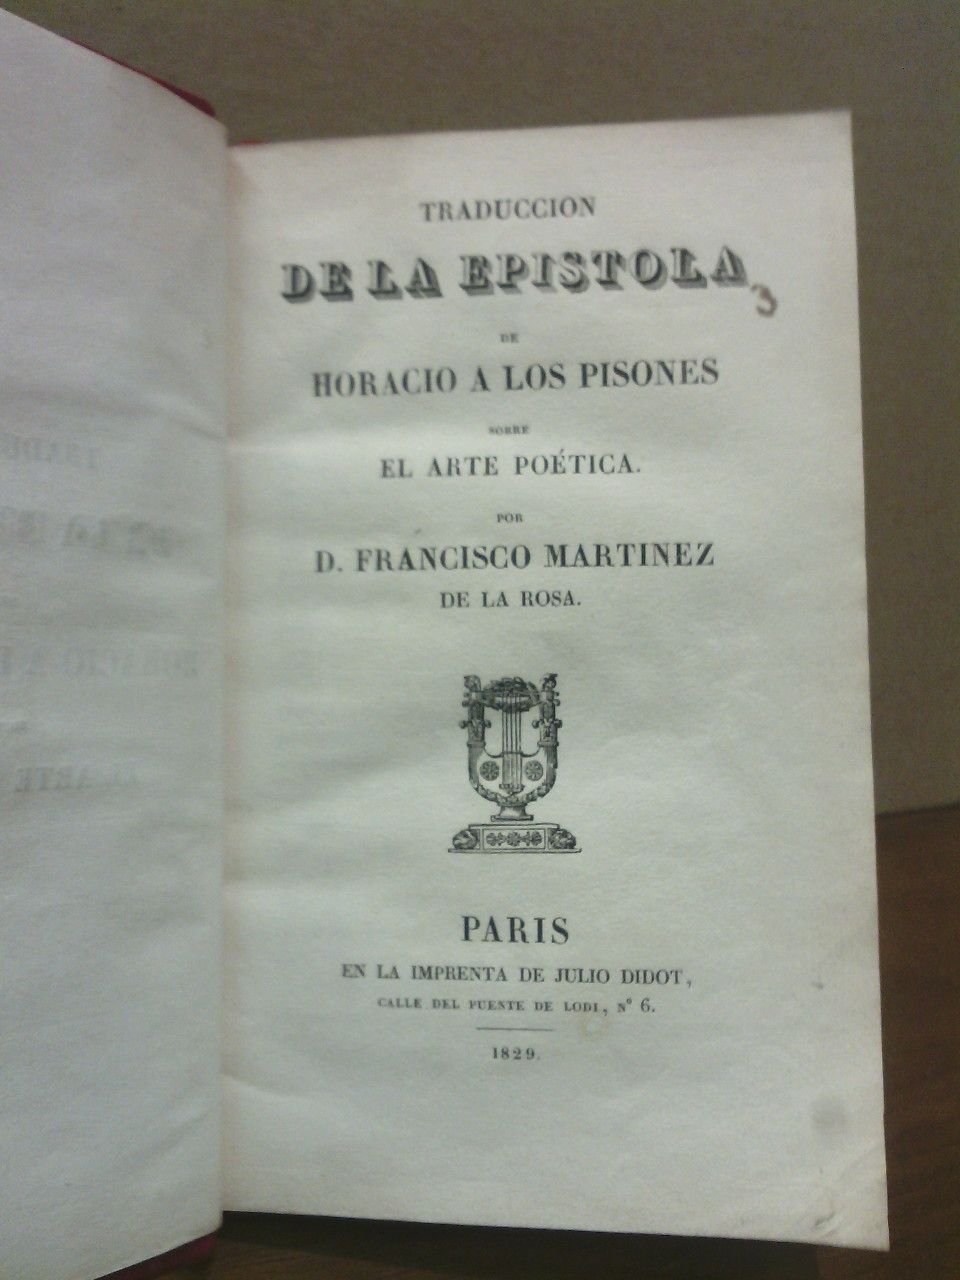 TRADUCCION
DE LA EPISTOLA
3
DE
HORACIO A LOS PISONES
SOBRE
EL ARTE POÉTICA.
POR
D. FRANCISCO MARTINEZ
DE LA ROSA.
PARIS
EN LA IMPRENTA DE JULIO DIDOT,
CALLE DEL PUENTE DE LODI, Nº 6.
1829.